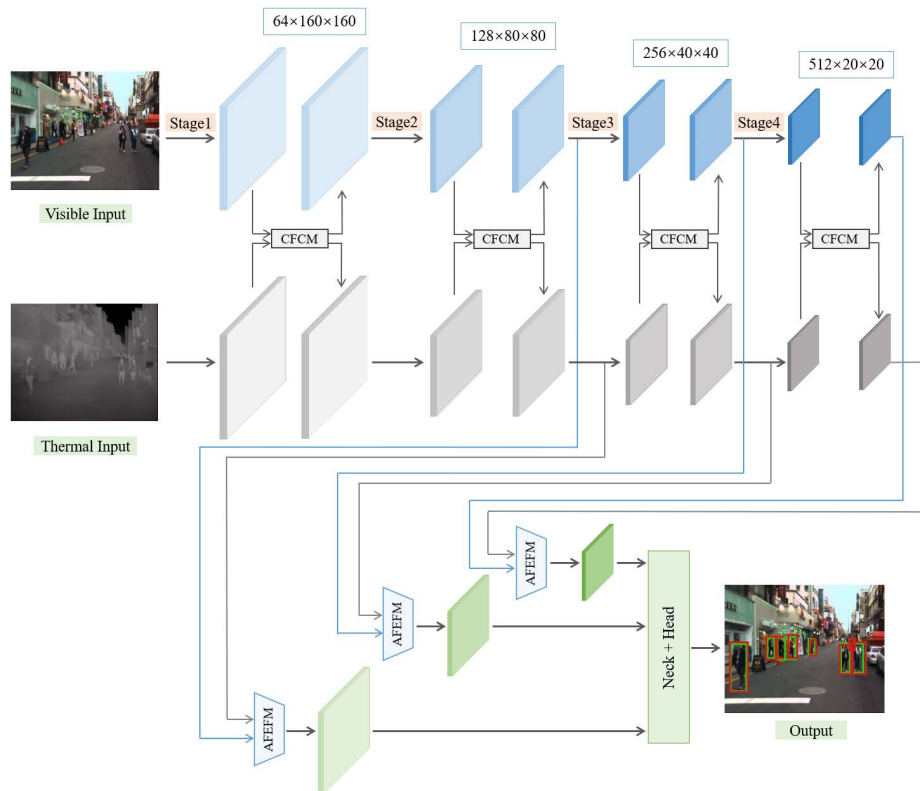 64×160×160
128×80×80
256×40×40
512×20×20
Stage1
Stage2
Stage3
Stage4
Visible Input
CFCM
CFCM
CFCM
CFCM
Thermal Input
AFEFM
AFEFM
AFEFM
Neck + Head
Output